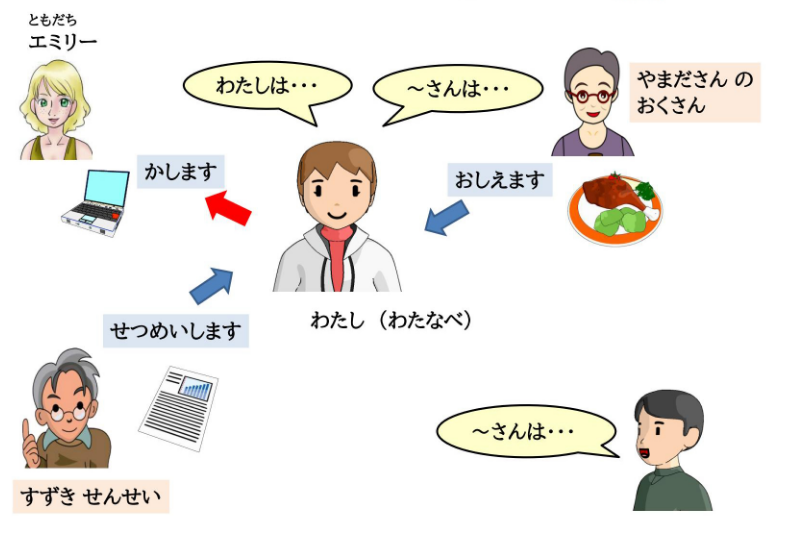 ともだち
エミリー
わたしは・・・
～さんは・・・
やまださん の
おくさん
かします
おしえます
せつめいします
わたし （わたなべ）
～さんは・・・
すずき せんせい